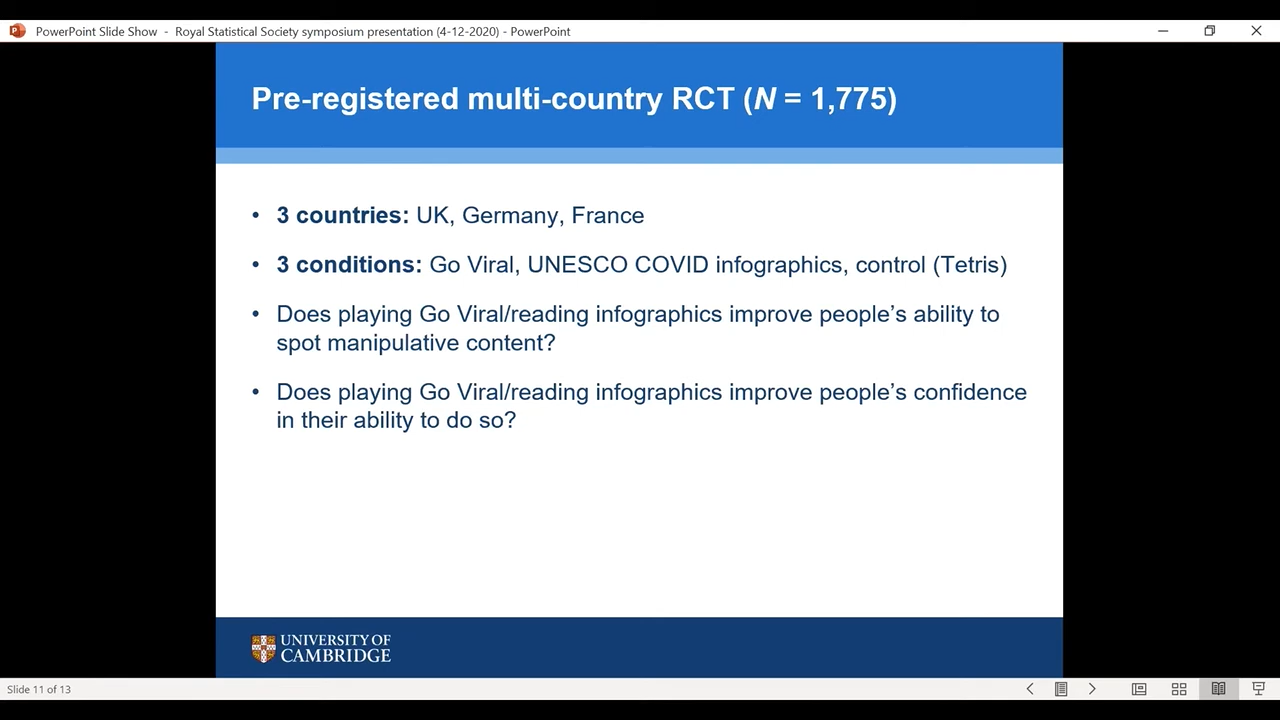 PowerPoint Slide Show - Royal Statistical Society symposium presentation (4-12-2020) - PowerPoint
Pre-registered multi-country RCT (N = 1,775)
• 3 countries: UK, Germany, France
• 3 conditions: Go Viral, UNESCO COVID infographics, control (Tetris)
• Does playing Go Viral/reading infographics improve people’s ability to
spot manipulative content?
• Does playing Go Viral/reading infographics improve people’s confidence
in their ability to do so?
UNIVERSITY OF
CAMBRIDGE
Slide 11 of 13